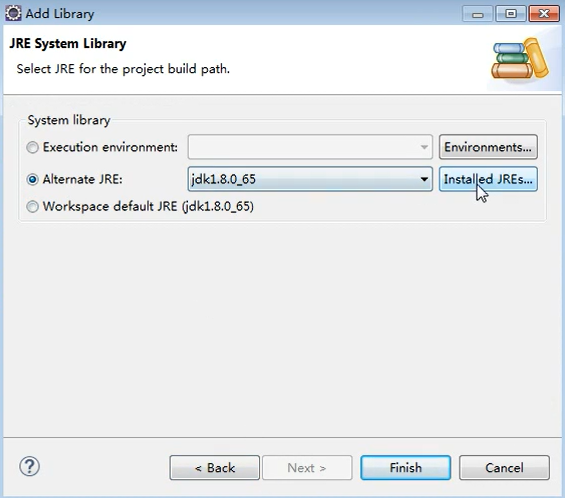 Add Library
JRE System Library
Select JRE for the project build path.
System library
Execution environment:
Environments...
Alternate JRE:
jdk1.8.0_65
Installed JREs...
Workspace default JRE (jdk1.8.0_65)
?
< Back
Next >
Finish
Cancel